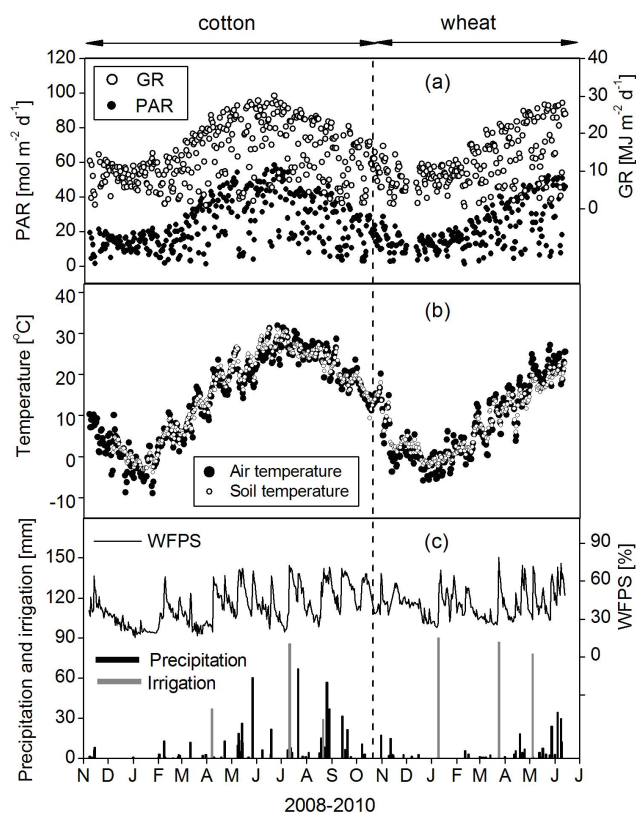 cotton wheat
(a)
GR
PAR
PAR [mol m-2 d-1]
120
100
80
60
40
20
0
GR [MJ m-2 d-1]
40
30
20
10
0
(b)
Temperature [oC]
40
30
20
10
0
-10
Air temperature
Soil temperature
(c)
WFPS
Precipitation and irrigation [mm]
150
120
90
60
30
0
WFPS [%]
90
60
30
0
Precipitation
Irrigation
N D J F M A M J J A S O N D J F M A M J J
2008-2010